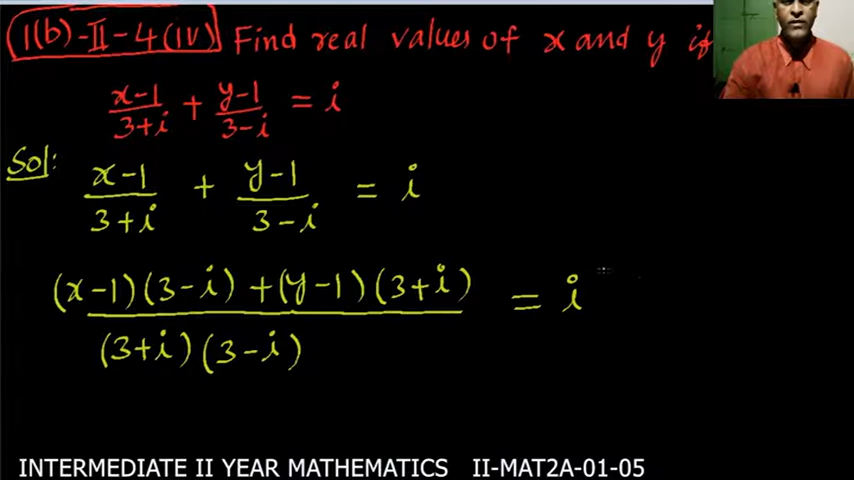 1(b)-II-4(iv) Find real values of x and y if
x-1/3+i + y-1/3-i = i
Sol:
x-1/3+i + y-1/3-i = i
(x-1)(3-i)+(y-1)(3+i)/(3+i)(3-i) = i
INTERMEDIATE II YEAR MATHEMATICS II-MAT2A-01-05